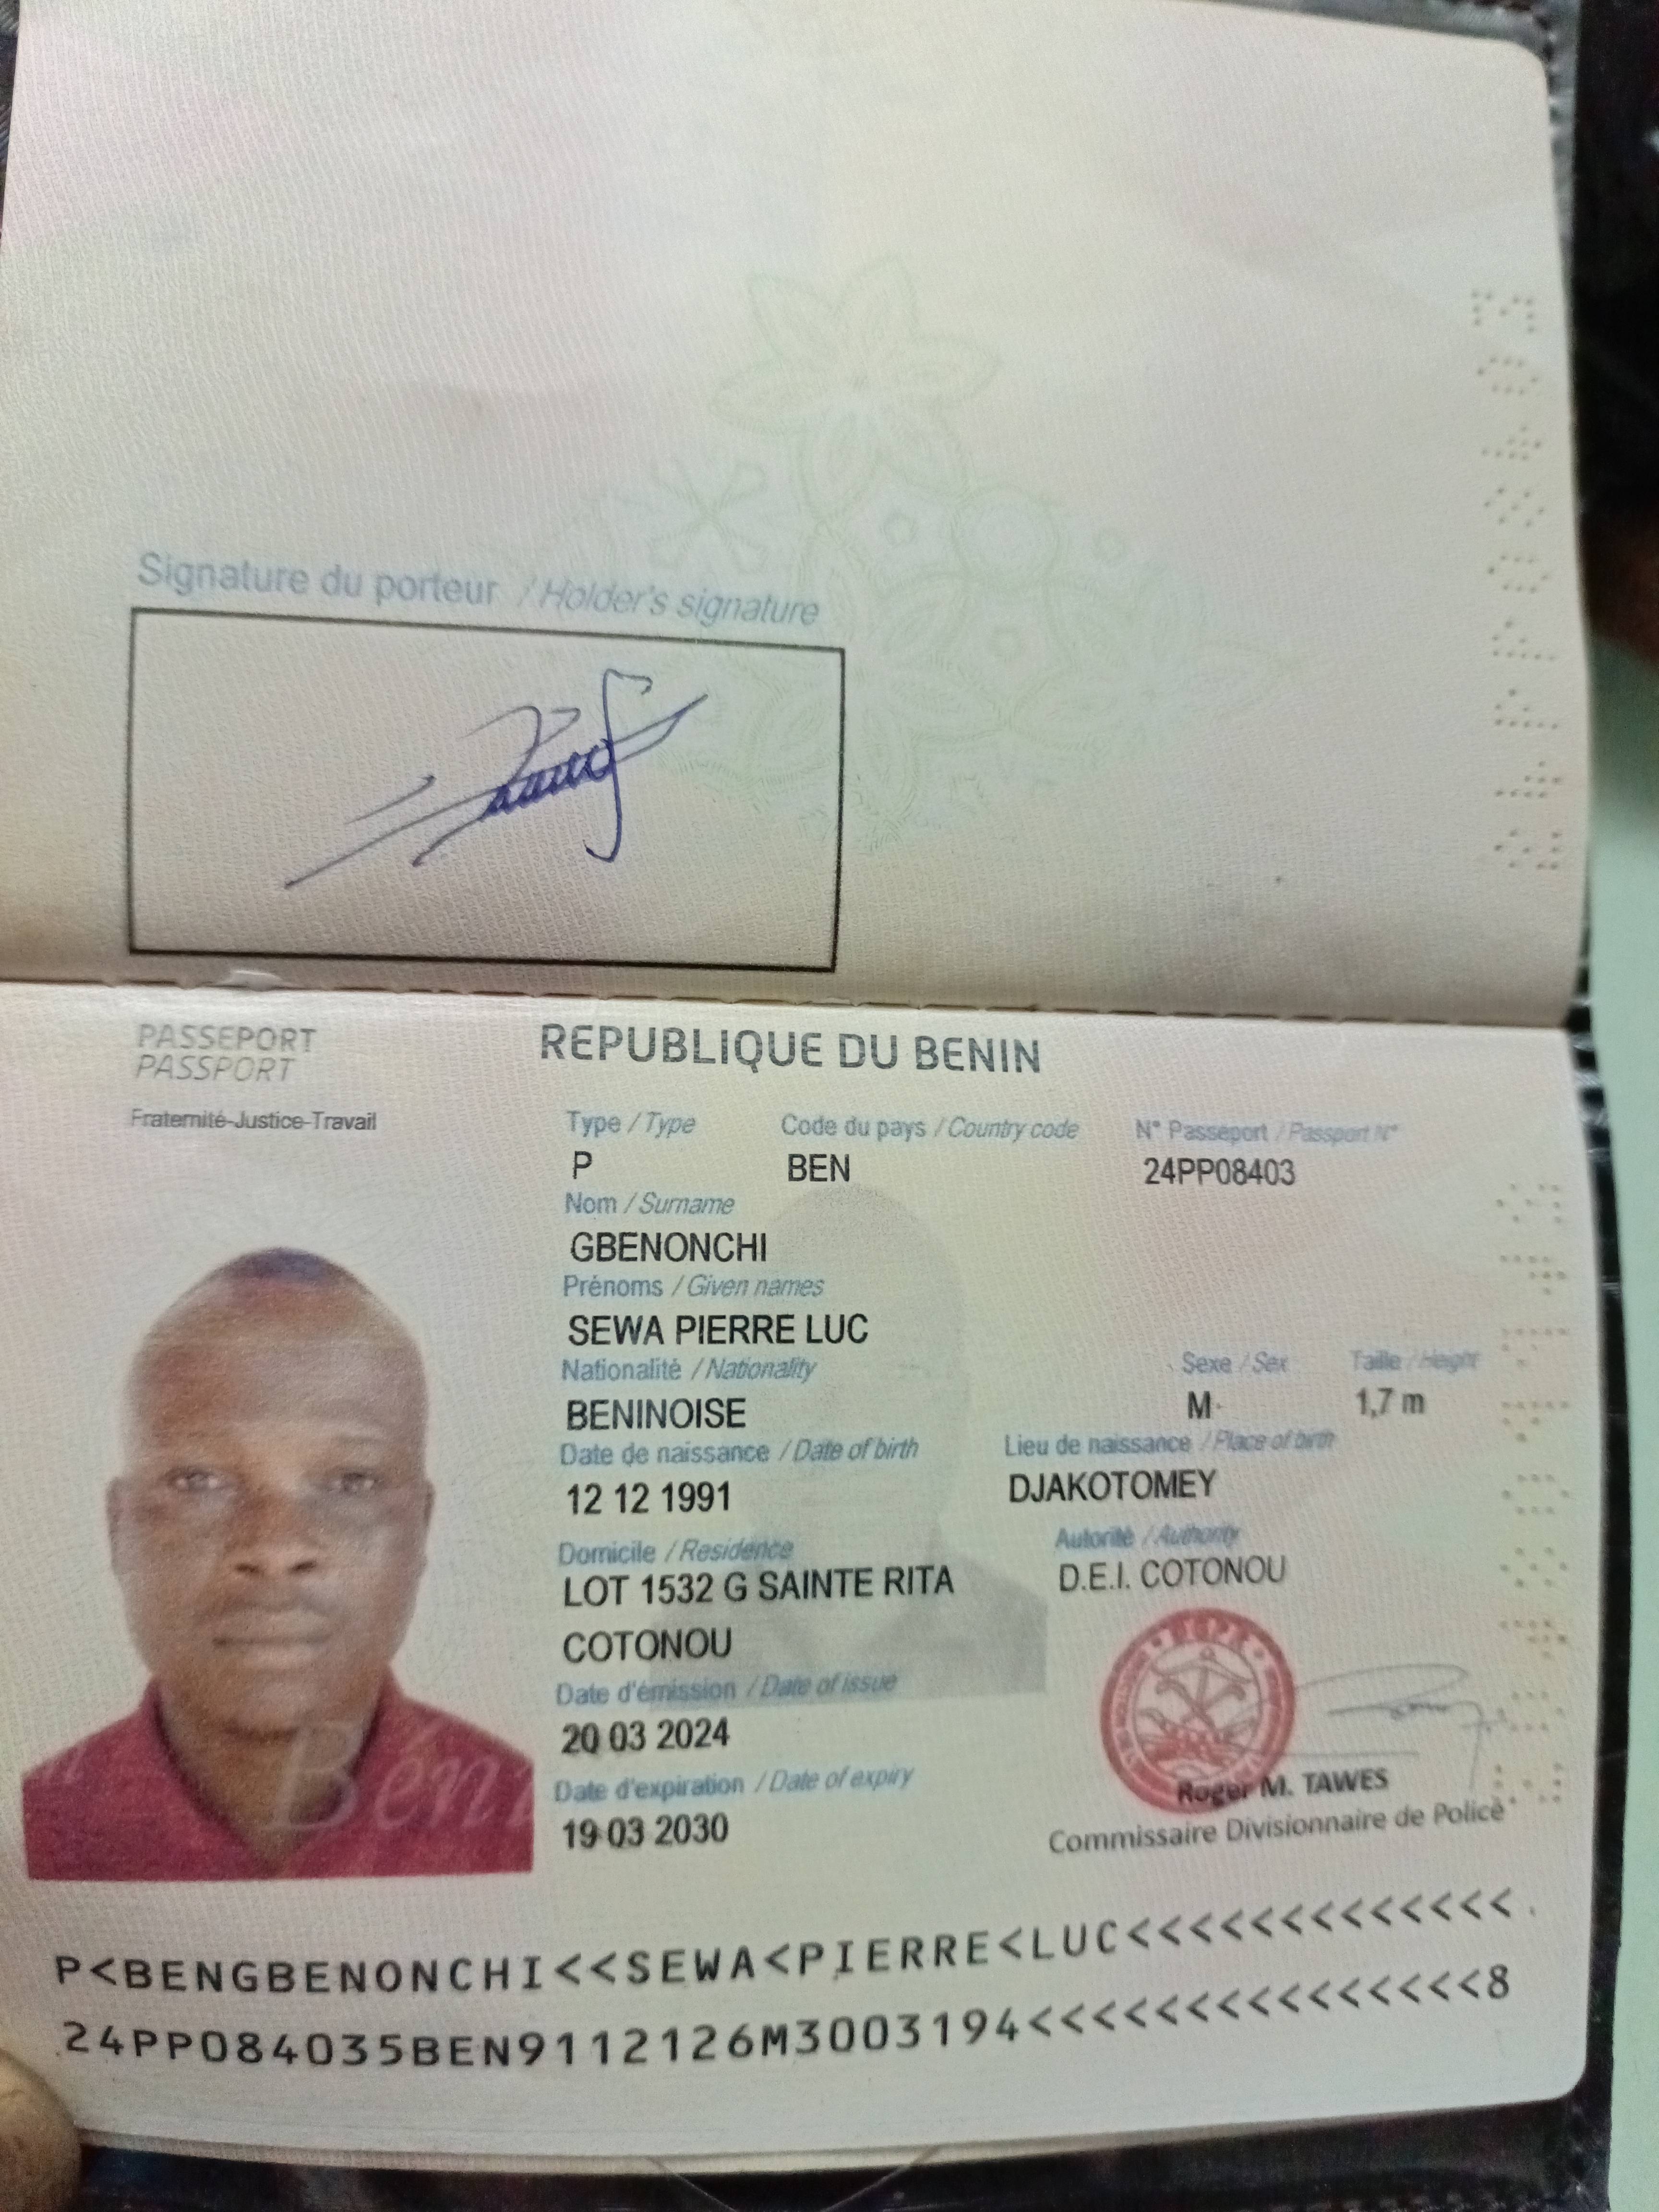 Signature du porteur / Holder's signature
PASSEPORT
PASSPORT
REPUBLIQUE DU BENIN
Fraternité-Justice-Travail
Type / Type Code du pays / Country code N° Passeport / Passport N°
P BEN 24PP08403
Nom / Surname
GBENONCHI
Prénoms / Given names
SEWA PIERRE LUC
Nationalité / Nationality Sexe / Sex Taille / Height
BENINOISE M 1,7 m
Date de naissance / Date of birth Lieu de naissance / Place of birth
12 12 1991 DJAKOTOMEY
Domicile / Residence Autorité / Authority
LOT 1532 G SAINTE RITA D.E.I. COTONOU
COTONOU
Date d'émission / Date of issue
20 03 2024
Date d'expiration / Date of expiry
19 03 2030
Roger M. TAWES
Commissaire Divisionnaire de Police
Béni
P<BENGBENONCHI<<SEWA<PIERRE<LUC<<<<<<<<<<<<<
24PP084035BEN9112126M3003194<<<<<<<<<<<<<<<8